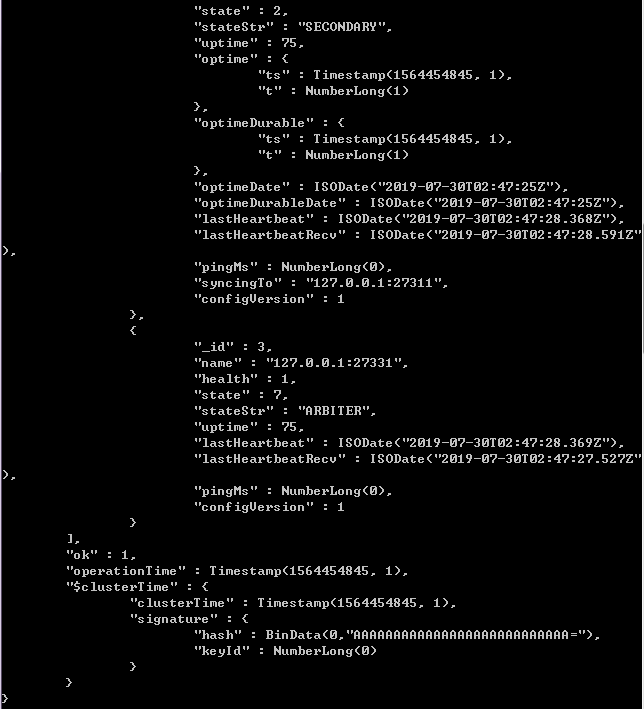 "state" : 2,
"stateStr" : "SECONDARY",
"uptime" : 75,
"optime" : {
"ts" : Timestamp(1564454845, 1),
"t" : NumberLong(1)
},
"optimeDurable" : {
"ts" : Timestamp(1564454845, 1),
"t" : NumberLong(1)
},
"optimeDate" : ISODate("2019-07-30T02:47:25Z"),
"optimeDurableDate" : ISODate("2019-07-30T02:47:25Z"),
"lastHeartbeat" : ISODate("2019-07-30T02:47:28.368Z"),
"lastHeartbeatRecv" : ISODate("2019-07-30T02:47:28.591Z"
),
"pingMs" : NumberLong(0),
"syncingTo" : "127.0.0.1:27311",
"configVersion" : 1
},
{
"_id" : 3,
"name" : "127.0.0.1:27331",
"health" : 1,
"state" : 7,
"stateStr" : "ARBITER",
"uptime" : 75,
"lastHeartbeat" : ISODate("2019-07-30T02:47:28.369Z"),
"lastHeartbeatRecv" : ISODate("2019-07-30T02:47:27.527Z"
),
"pingMs" : NumberLong(0),
"configVersion" : 1
}
],
"ok" : 1,
"operationTime" : Timestamp(1564454845, 1),
"$clusterTime" : {
"clusterTime" : Timestamp(1564454845, 1),
"signature" : {
"hash" : BinData(0,"AAAAAAAAAAAAAAAAAAAAAAAAAAA="),
"keyId" : NumberLong(0)
}
}
}